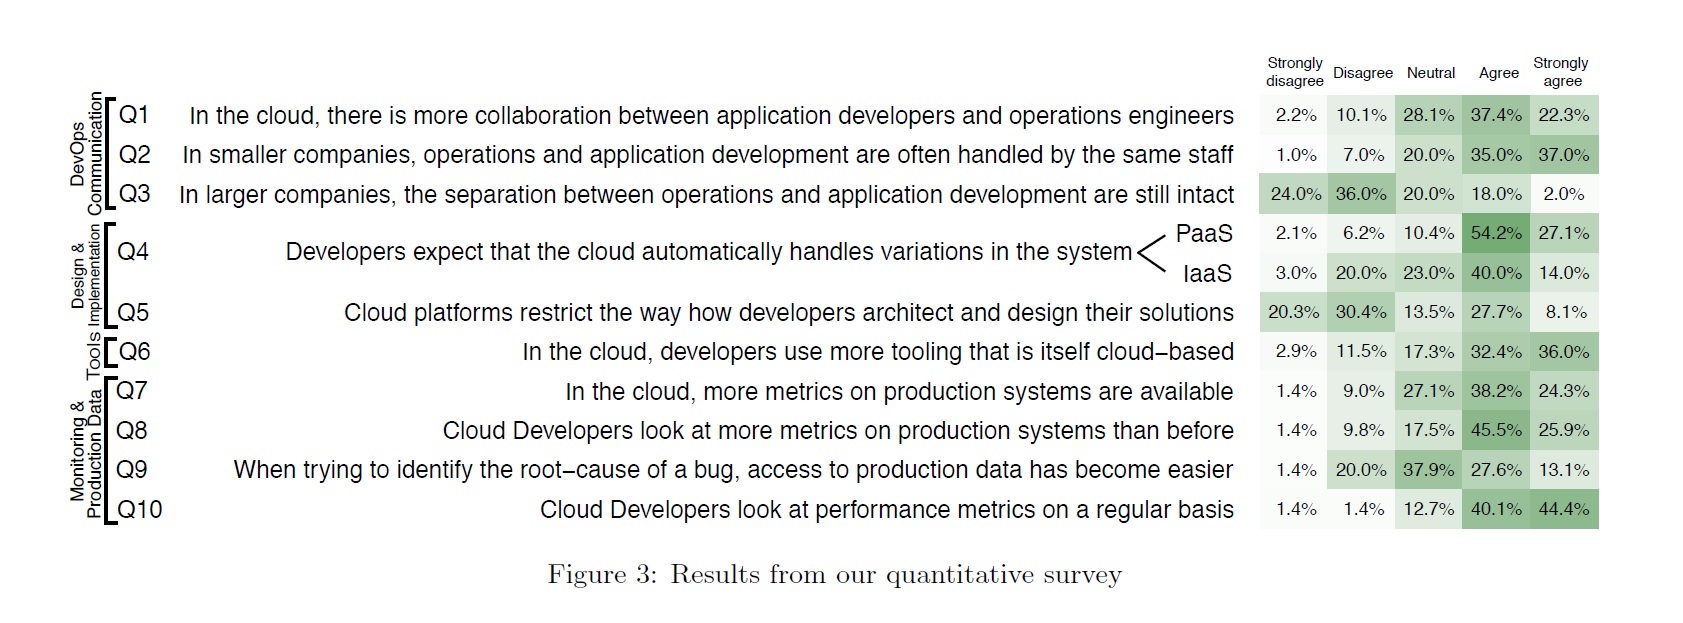 Strongly disagree Disagree Neutral Agree Strongly agree
DevOps Communication
Q1 In the cloud, there is more collaboration between application developers and operations engineers 2.2% 10.1% 28.1% 37.4% 22.3%
Q2 In smaller companies, operations and application development are often handled by the same staff 1.0% 7.0% 20.0% 35.0% 37.0%
Q3 In larger companies, the separation between operations and application development are still intact 24.0% 36.0% 20.0% 18.0% 2.0%
Design & Implementation
Q4 Developers expect that the cloud automatically handles variations in the system
PaaS 2.1% 6.2% 10.4% 54.2% 27.1%
IaaS 3.0% 20.0% 23.0% 40.0% 14.0%
Q5 Cloud platforms restrict the way how developers architect and design their solutions 20.3% 30.4% 13.5% 27.7% 8.1%
Tools
Q6 In the cloud, developers use more tooling that is itself cloud–based 2.9% 11.5% 17.3% 32.4% 36.0%
Monitoring & Production Data
Q7 In the cloud, more metrics on production systems are available 1.4% 9.0% 27.1% 38.2% 24.3%
Q8 Cloud Developers look at more metrics on production systems than before 1.4% 9.8% 17.5% 45.5% 25.9%
Q9 When trying to identify the root–cause of a bug, access to production data has become easier 1.4% 20.0% 37.9% 27.6% 13.1%
Q10 Cloud Developers look at performance metrics on a regular basis 1.4% 1.4% 12.7% 40.1% 44.4%
Figure 3: Results from our quantitative survey